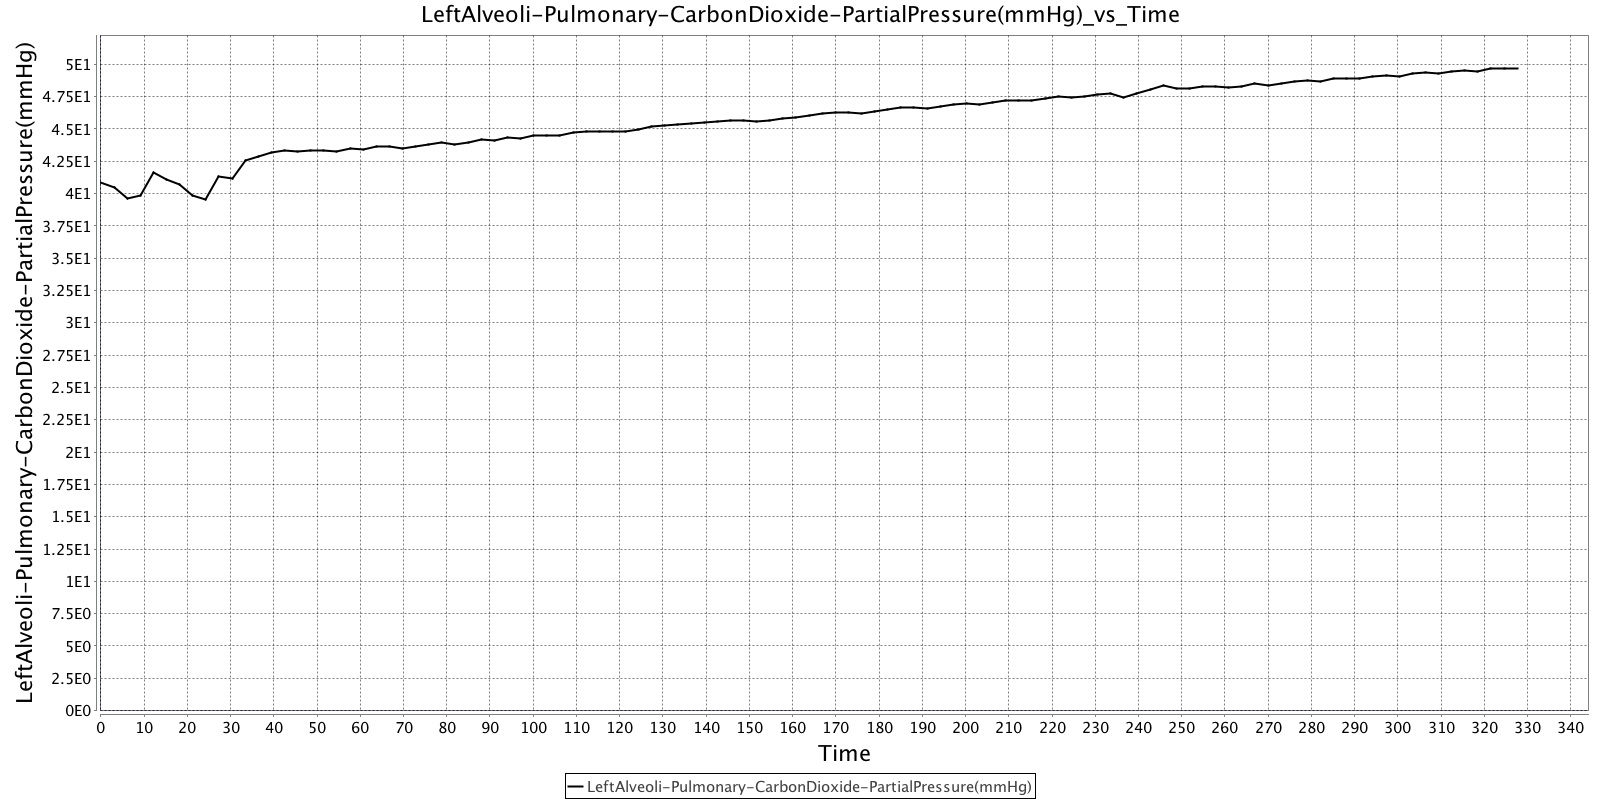 LeftAlveoli-Pulmonary-CarbonDioxide-PartialPressure(mmHg)_vs_Time
LeftAlveoli-Pulmonary-CarbonDioxide-PartialPressure(mmHg)
5E1
4.75E1
4.5E1
4.25E1
4E1
3.75E1
3.5E1
3.25E1
3E1
2.75E1
2.5E1
2.25E1
2E1
1.75E1
1.5E1
1.25E1
1E1
7.5E0
5E0
2.5E0
0E0
0 10 20 30 40 50 60 70 80 90 100 110 120 130 140 150 160 170 180 190 200 210 220 230 240 250 260 270 280 290 300 310 320 330 340
Time
LeftAlveoli-Pulmonary-CarbonDioxide-PartialPressure(mmHg)